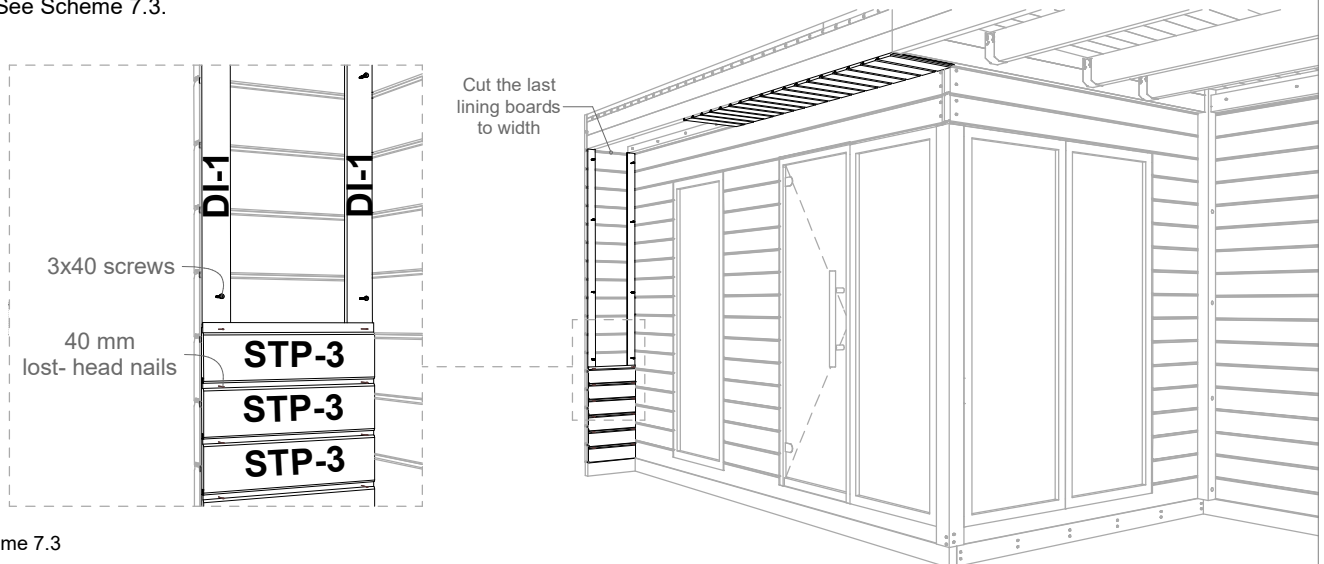 See Scheme 7.3.
Cut the last
lining boards
to width
DI-1
DI-1
3x40 screws
40 mm
lost- head nails
STP-3
STP-3
STP-3
me 7.3